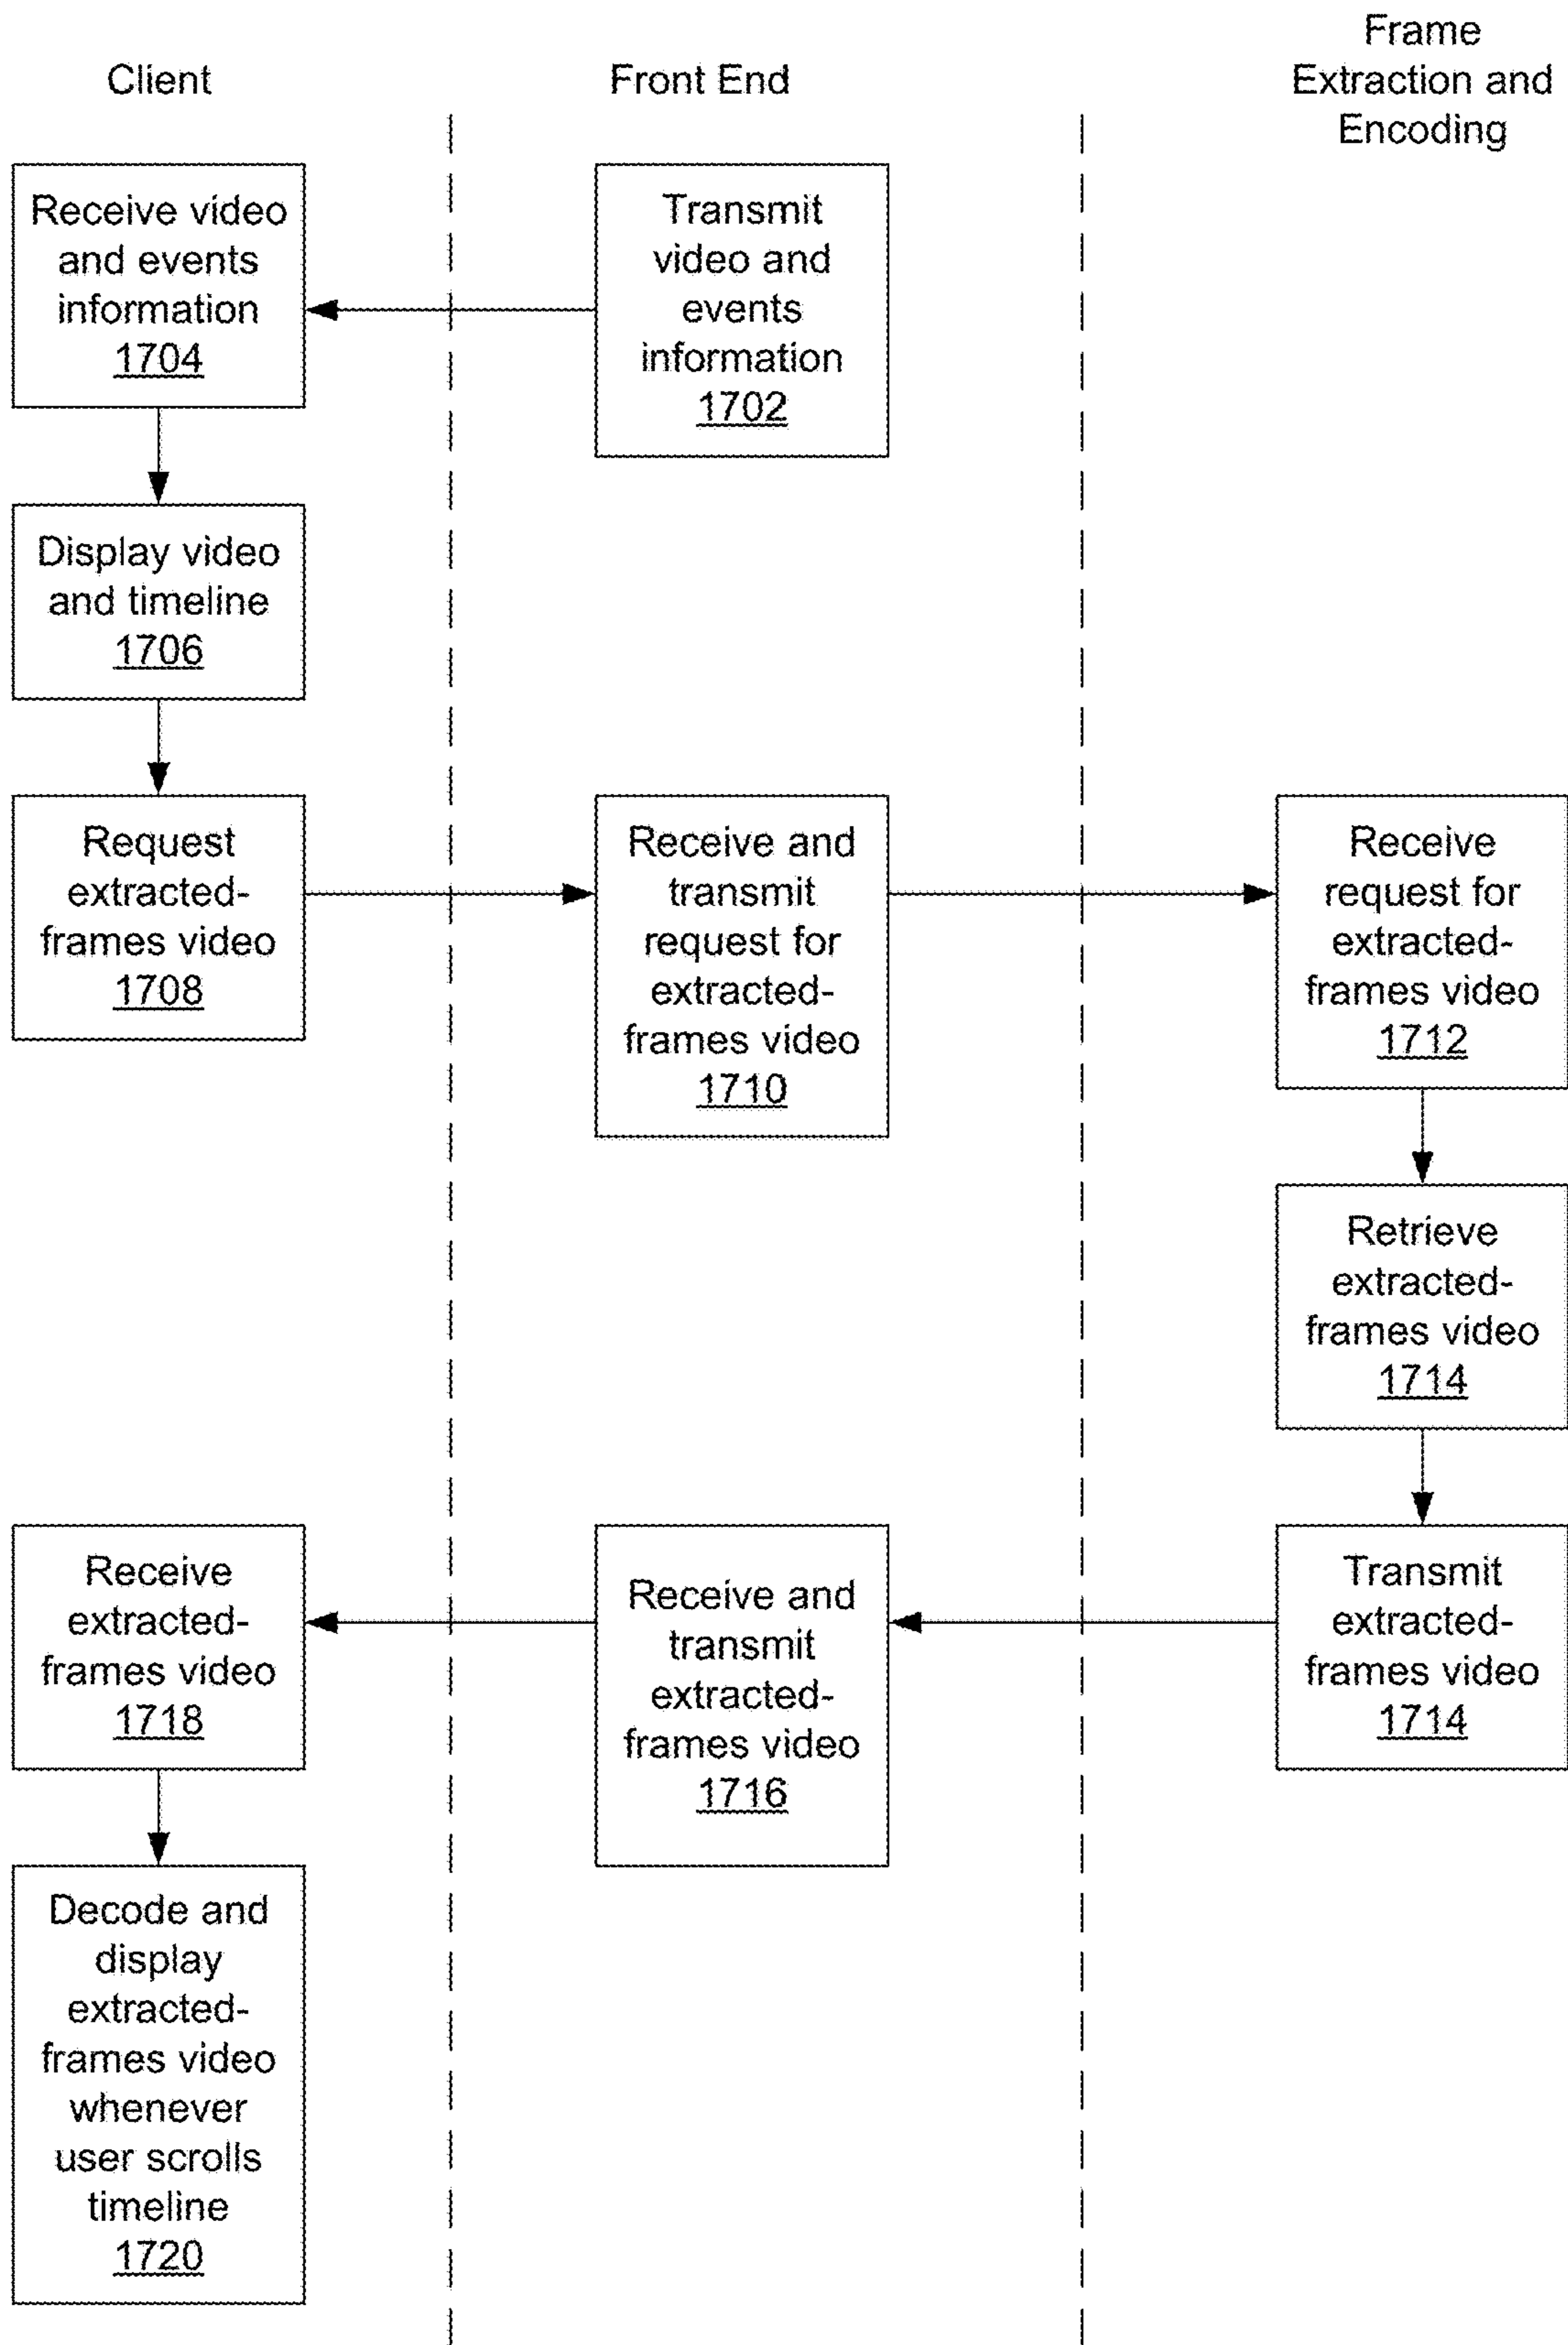 Client
Front End
Frame
Extraction and
Encoding
Receive video
and events
information
1704
Transmit
video and
events
information
1702
Display video
and timeline
1706
Request
extracted-
frames video
1708
Receive and
transmit
request for
extracted-
frames video
1710
Receive
request for
extracted-
frames video
1712
Retrieve
extracted-
frames video
1714
Receive
extracted-
frames video
1718
Receive and
transmit
extracted-
frames video
1716
Transmit
extracted-
frames video
1714
Decode and
display
extracted-
frames video
whenever
user scrolls
timeline
1720